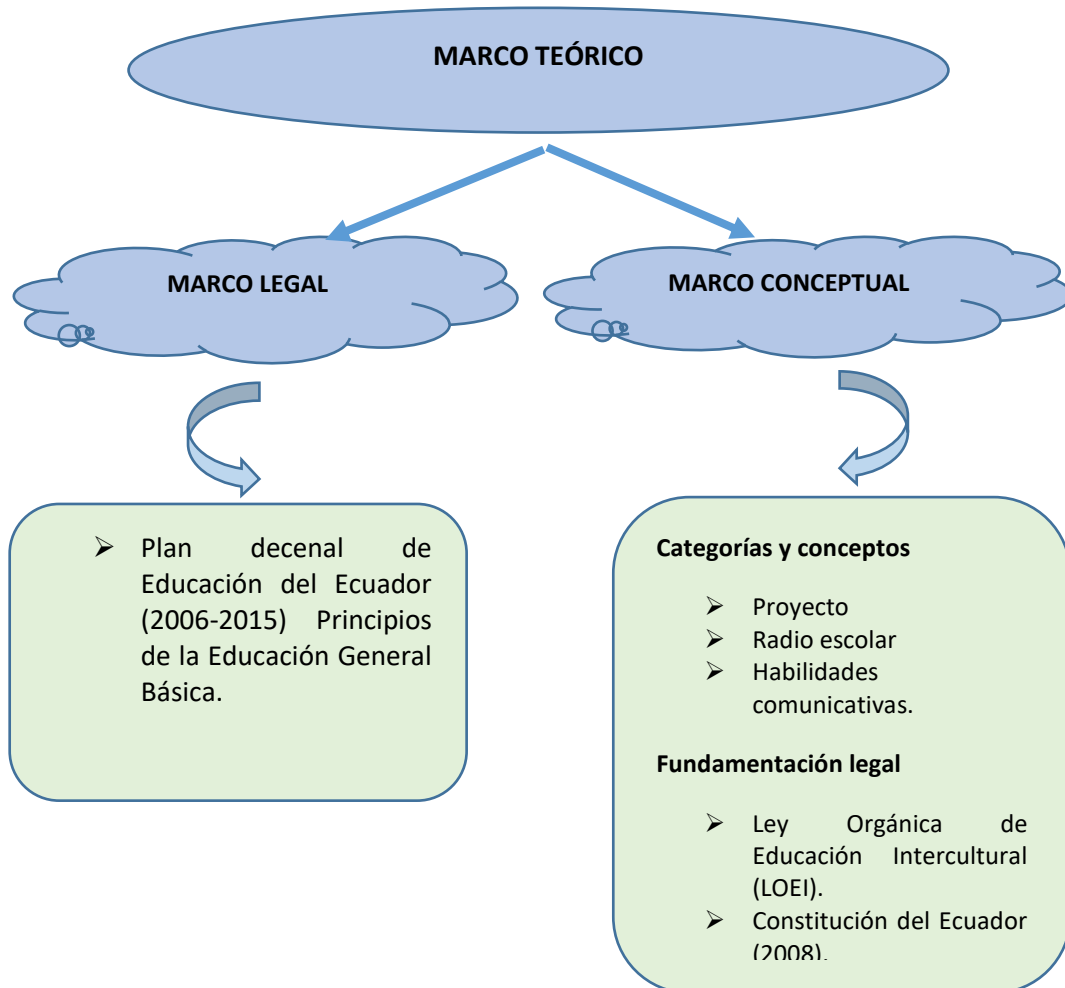 MARCO TEÓRICO
MARCO LEGAL
MARCO CONCEPTUAL
➢ Plan decenal de
Educación del Ecuador
(2006-2015) Principios
de la Educación General
Básica.
Categorías y conceptos
➢ Proyecto
➢ Radio escolar
➢ Habilidades
comunicativas.
Fundamentación legal
➢ Ley Orgánica de
Educación Intercultural
(LOEI).
➢ Constitución del Ecuador
(2008).